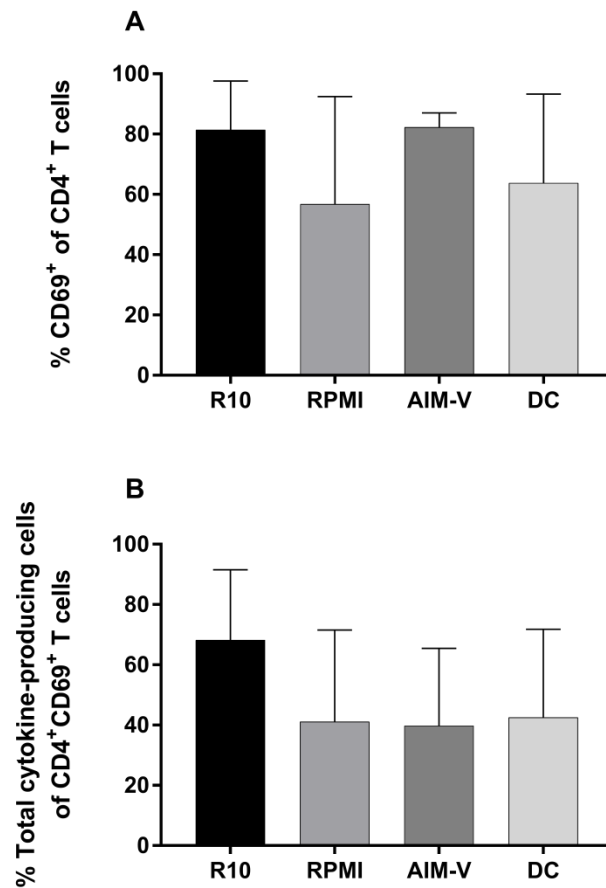 A
% CD69⁺ of CD4⁺ T cells
100
80
60
40
20
0
R10 RPMI AIM-V DC
B
% Total cytokine-producing cells
of CD4⁺CD69⁺ T cells
100
80
60
40
20
0
R10 RPMI AIM-V DC